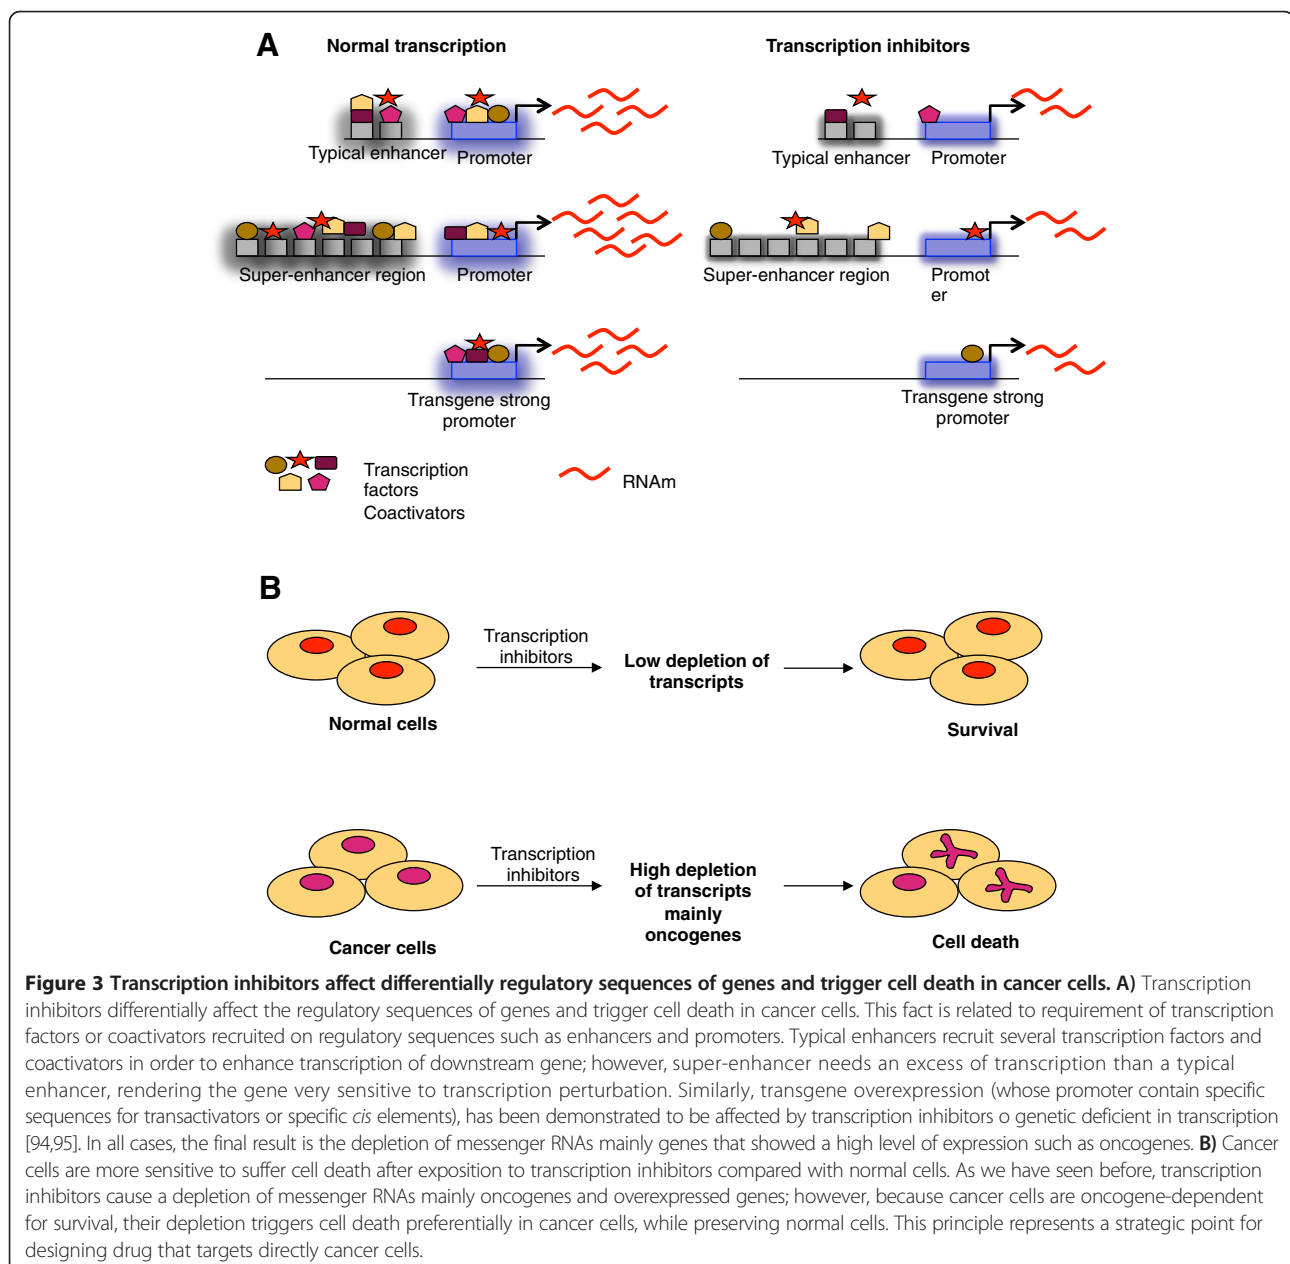 A
Normal transcription
Transcription inhibitors
Typical enhancer
Promoter
Typical enhancer
Promoter
Super-enhancer region
Promoter
Super-enhancer region
Promot
er
Transgene strong
promoter
Transgene strong
promoter
Transcription
factors
Coactivators
RNAm
B
Transcription
inhibitors
Low depletion of
transcripts
Normal cells
Survival
Transcription
inhibitors
High depletion
of transcripts
mainly
oncogenes
Cancer cells
Cell death
Figure 3 Transcription inhibitors affect differentially regulatory sequences of genes and trigger cell death in cancer cells. A) Transcription
inhibitors differentially affect the regulatory sequences of genes and trigger cell death in cancer cells. This fact is related to requirement of transcription
factors or coactivators recruited on regulatory sequences such as enhancers and promoters. Typical enhancers recruit several transcription factors and
coactivators in order to enhance transcription of downstream gene; however, super-enhancer needs an excess of transcription than a typical
enhancer, rendering the gene very sensitive to transcription perturbation. Similarly, transgene overexpression (whose promoter contain specific
sequences for transactivators or specific cis elements), has been demonstrated to be affected by transcription inhibitors o genetic deficient in transcription
[94,95]. In all cases, the final result is the depletion of messenger RNAs mainly genes that showed a high level of expression such as oncogenes. B) Cancer
cells are more sensitive to suffer cell death after exposition to transcription inhibitors compared with normal cells. As we have seen before, transcription
inhibitors cause a depletion of messenger RNAs mainly oncogenes and overexpressed genes; however, because cancer cells are oncogene-dependent
for survival, their depletion triggers cell death preferentially in cancer cells, while preserving normal cells. This principle represents a strategic point for
designing drug that targets directly cancer cells.